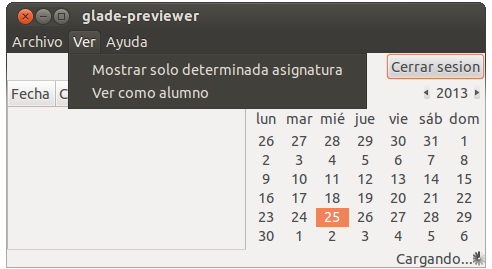 glade-previewer
Archivo Ver Ayuda
Mostrar solo determinada asignatura
Ver como alumno
Cerrar sesion
Fecha C
2013
lun mar mié jue vie sáb dom
26 27 28 29 30 31 1
2 3 4 5 6 7 8
9 10 11 12 13 14 15
16 17 18 19 20 21 22
23 24 25 26 27 28 29
30 1 2 3 4 5 6
Cargando...